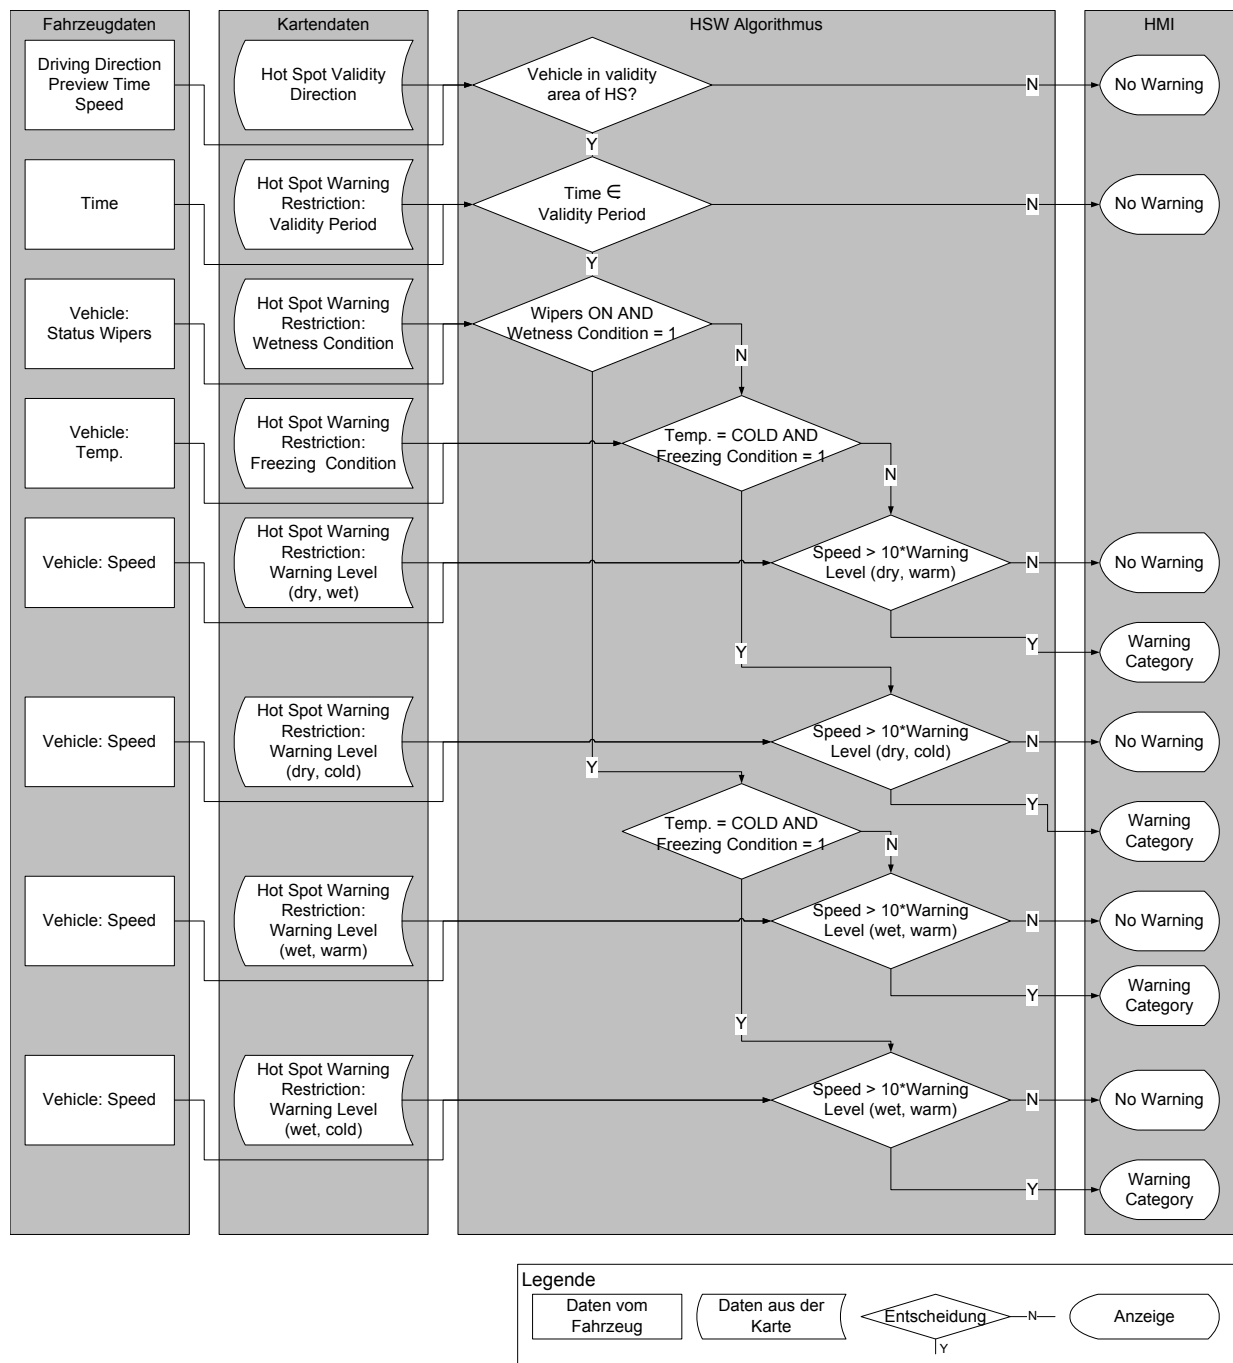 Fahrzeugdaten
Kartendaten
HSW Algorithmus
HMI
Driving Direction
Preview Time
Speed
Hot Spot Validity
Direction
Vehicle in validity
area of HS?
N
No Warning
Y
Time
Hot Spot Warning
Restriction:
Validity Period
Time ∈
Validity Period
N
No Warning
Y
Vehicle:
Status Wipers
Hot Spot Warning
Restriction:
Wetness Condition
Wipers ON AND
Wetness Condition = 1
N
Vehicle:
Temp.
Hot Spot Warning
Restriction:
Freezing Condition
Temp. = COLD AND
Freezing Condition = 1
N
Vehicle: Speed
Hot Spot Warning
Restriction:
Warning Level
(dry, wet)
Speed > 10*Warning
Level (dry, warm)
N
No Warning
Y
Y
Warning
Category
Vehicle: Speed
Hot Spot Warning
Restriction:
Warning Level
(dry, cold)
Speed > 10*Warning
Level (dry, cold)
N
No Warning
Y
Y
Warning
Category
Temp. = COLD AND
Freezing Condition = 1
N
Vehicle: Speed
Hot Spot Warning
Restriction:
Warning Level
(wet, warm)
Speed > 10*Warning
Level (wet, warm)
N
No Warning
Y
Warning
Category
Y
Vehicle: Speed
Hot Spot Warning
Restriction:
Warning Level
(wet, cold)
Speed > 10*Warning
Level (wet, warm)
N
No Warning
Y
Warning
Category
Legende
Daten vom
Fahrzeug
Daten aus der
Karte
Entscheidung
N
Y
Anzeige